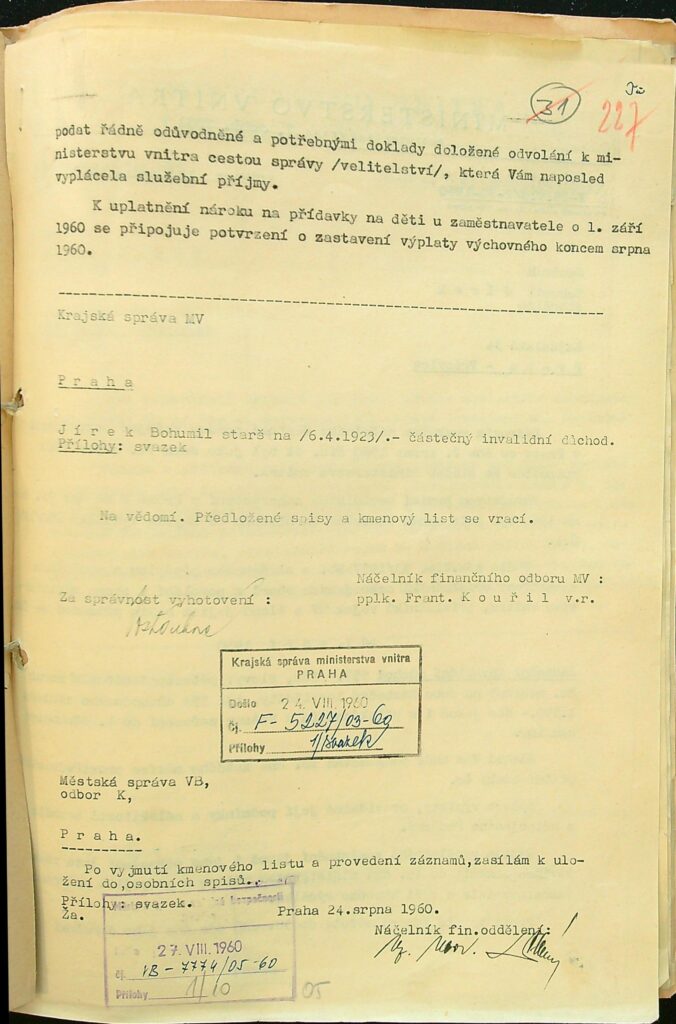 31
227
podat řádně odůvodněné a potřebnými doklady doložené odvolání k mi-
nisterstvu vnitra cestou správy /velitelství/, která Vám naposled
vyplácela služební příjmy.
K uplatnění nároku na přídavky na děti u zaměstnavatele o 1. září
1960 se připojuje potvrzení o zastavení výplaty výchovného koncem srpna
1960.
Krajská správa MV
P r a h a
J í r e k Bohumil starš na /6.4.1923/.- částečný invalidní důchod.
Přílohy: svazek
Na vědomí. Předložené spisy a kmenový list se vrací.
Náčelník finančního odboru MV :
Za správnost vyhotovení :
pplk. Frant. K o u ř i l v.r.
Krajská správa ministerstva vnitra
PRAHA
Došlo 24. VIII. 1960
Čj. F- 5227/03-60
Přílohy 1/svazek
Městská správa VB,
odbor K,
P r a h a.
Po vyjmutí kmenového listu a provedení záznamů,zasílám k ulo-
žení do,osobních spisů.
Přílohy: svazek.
Ža.
Praha 24.srpna 1960.
Náčelník fin.oddělení:
27. VIII. 1960
čj. VB - 7774/05-60
Přílohy 1/10
05